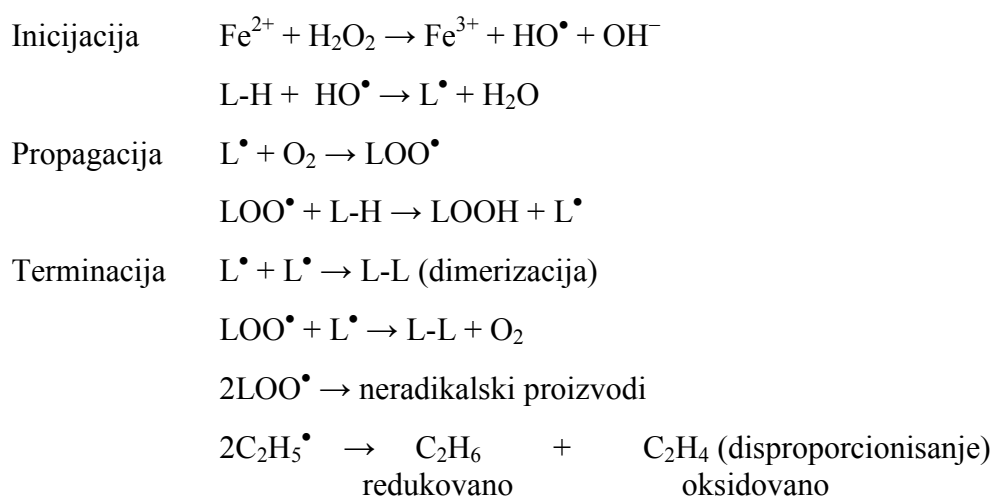 Inicijacija Fe²⁺ + H₂O₂ → Fe³⁺ + HO• + OH⁻
L-H + HO• → L• + H₂O
Propagacija L• + O₂ → LOO•
LOO• + L-H → LOOH + L•
Terminacija L• + L• → L-L (dimerizacija)
LOO• + L• → L-L + O₂
2LOO• → neradikalski proizvodi
2C₂H₅• → C₂H₆ + C₂H₄ (disproporcionisanje)
redukovano oksidovano